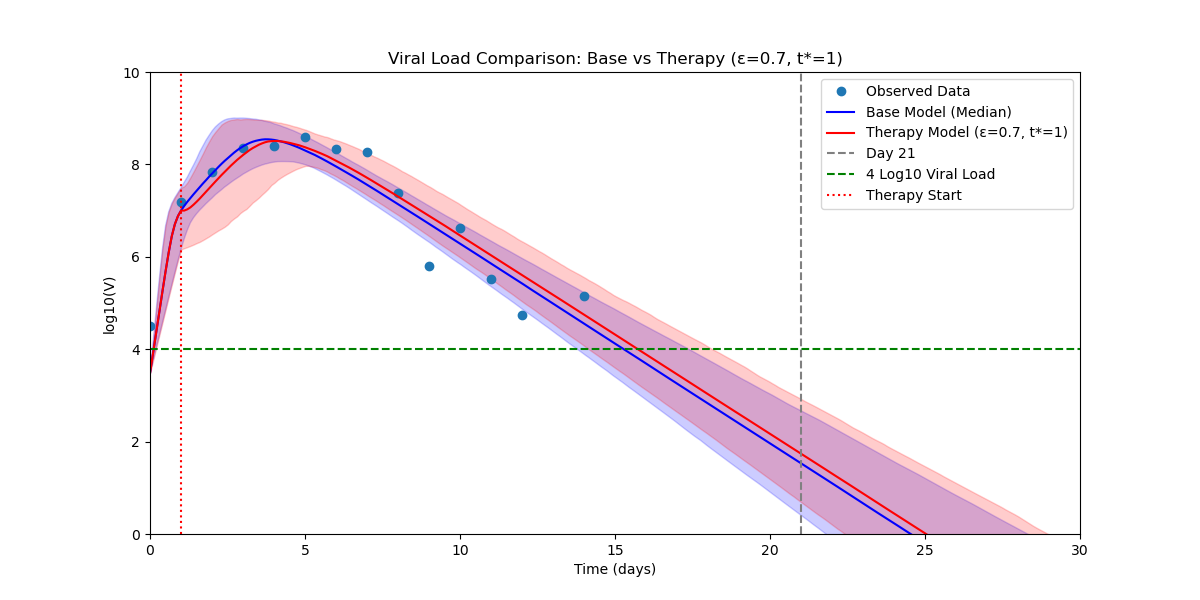 Viral Load Comparison: Base vs Therapy (ε=0.7, t*=1)
Observed Data
Base Model (Median)
Therapy Model (ε=0.7, t*=1)
Day 21
4 Log10 Viral Load
Therapy Start
log10(V)
10
8
6
4
2
0
0 5 10 15 20 25 30
Time (days)